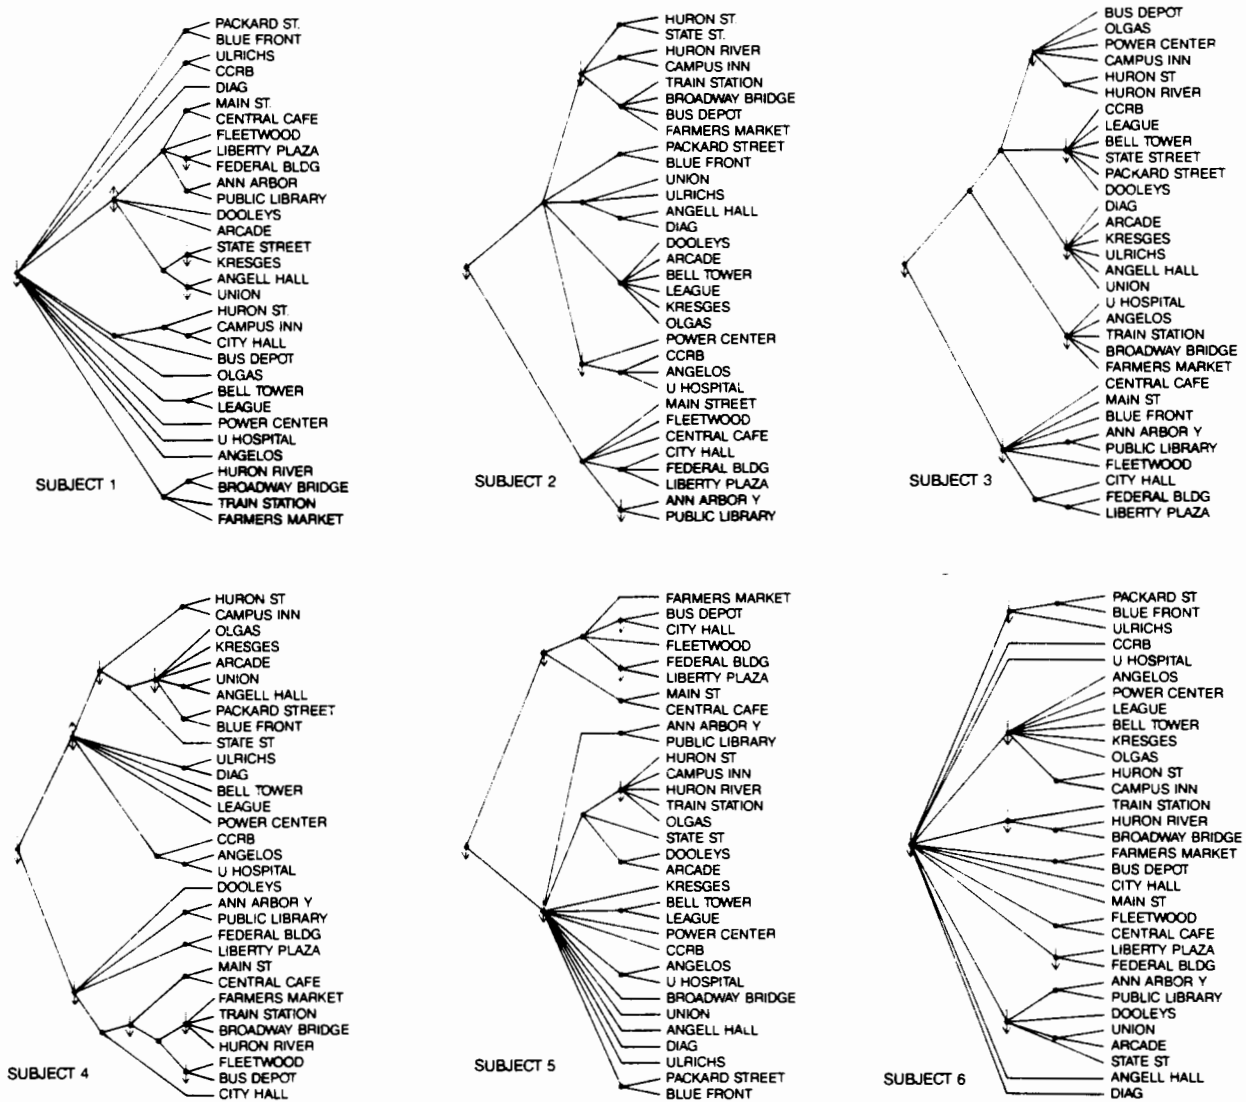 PACKARD ST.
BLUE FRONT
ULRICHS
CCRB
DIAG
MAIN ST.
CENTRAL CAFE
FLEETWOOD
LIBERTY PLAZA
FEDERAL BLDG
ANN ARBOR
PUBLIC LIBRARY
DOOLEYS
ARCADE
STATE STREET
KRESGES
ANGELL HALL
UNION
HURON ST.
CAMPUS INN
CITY HALL
BUS DEPOT
OLGAS
BELL TOWER
LEAGUE
POWER CENTER
U HOSPITAL
ANGELOS
HURON RIVER
BROADWAY BRIDGE
TRAIN STATION
FARMERS MARKET
SUBJECT 1
HURON ST.
STATE ST.
HURON RIVER
CAMPUS INN
TRAIN STATION
BROADWAY BRIDGE
BUS DEPOT
FARMERS MARKET
PACKARD STREET
BLUE FRONT
UNION
ULRICHS
ANGELL HALL
DIAG
DOOLEYS
ARCADE
BELL TOWER
LEAGUE
KRESGES
OLGAS
POWER CENTER
CCRB
ANGELOS
U HOSPITAL
MAIN STREET
FLEETWOOD
CENTRAL CAFE
CITY HALL
FEDERAL BLDG
LIBERTY PLAZA
ANN ARBOR Y
PUBLIC LIBRARY
SUBJECT 2
BUS DEPOT
OLGAS
POWER CENTER
CAMPUS INN
HURON ST
HURON RIVER
CCRB
LEAGUE
BELL TOWER
STATE STREET
PACKARD STREET
DOOLEYS
DIAG
ARCADE
KRESGES
ULRICHS
ANGELL HALL
UNION
U HOSPITAL
ANGELOS
TRAIN STATION
BROADWAY BRIDGE
FARMERS MARKET
CENTRAL CAFE
MAIN ST
BLUE FRONT
ANN ARBOR Y
PUBLIC LIBRARY
FLEETWOOD
CITY HALL
FEDERAL BLDG
LIBERTY PLAZA
SUBJECT 3
HURON ST
CAMPUS INN
OLGAS
KRESGES
ARCADE
UNION
ANGELL HALL
PACKARD STREET
BLUE FRONT
STATE ST
ULRICHS
DIAG
BELL TOWER
LEAGUE
POWER CENTER
CCRB
ANGELOS
U HOSPITAL
DOOLEYS
ANN ARBOR Y
PUBLIC LIBRARY
FEDERAL BLDG
LIBERTY PLAZA
MAIN ST
CENTRAL CAFE
FARMERS MARKET
TRAIN STATION
BROADWAY BRIDGE
HURON RIVER
FLEETWOOD
BUS DEPOT
CITY HALL
SUBJECT 4
FARMERS MARKET
BUS DEPOT
CITY HALL
FLEETWOOD
FEDERAL BLDG
LIBERTY PLAZA
MAIN ST
CENTRAL CAFE
ANN ARBOR Y
PUBLIC LIBRARY
HURON ST
CAMPUS INN
HURON RIVER
TRAIN STATION
OLGAS
STATE ST
DOOLEYS
ARCADE
KRESGES
BELL TOWER
LEAGUE
POWER CENTER
CCRB
ANGELOS
U HOSPITAL
BROADWAY BRIDGE
UNION
ANGELL HALL
DIAG
ULRICHS
PACKARD STREET
BLUE FRONT
SUBJECT 5
PACKARD ST
BLUE FRONT
ULRICHS
CCRB
U HOSPITAL
ANGELOS
POWER CENTER
LEAGUE
BELL TOWER
KRESGES
OLGAS
HURON ST
CAMPUS INN
TRAIN STATION
HURON RIVER
BROADWAY BRIDGE
FARMERS MARKET
BUS DEPOT
CITY HALL
MAIN ST
FLEETWOOD
CENTRAL CAFE
LIBERTY PLAZA
FEDERAL BLDG
ANN ARBOR Y
PUBLIC LIBRARY
DOOLEYS
UNION
ARCADE
STATE ST
ANGELL HALL
DIAG
SUBJECT 6